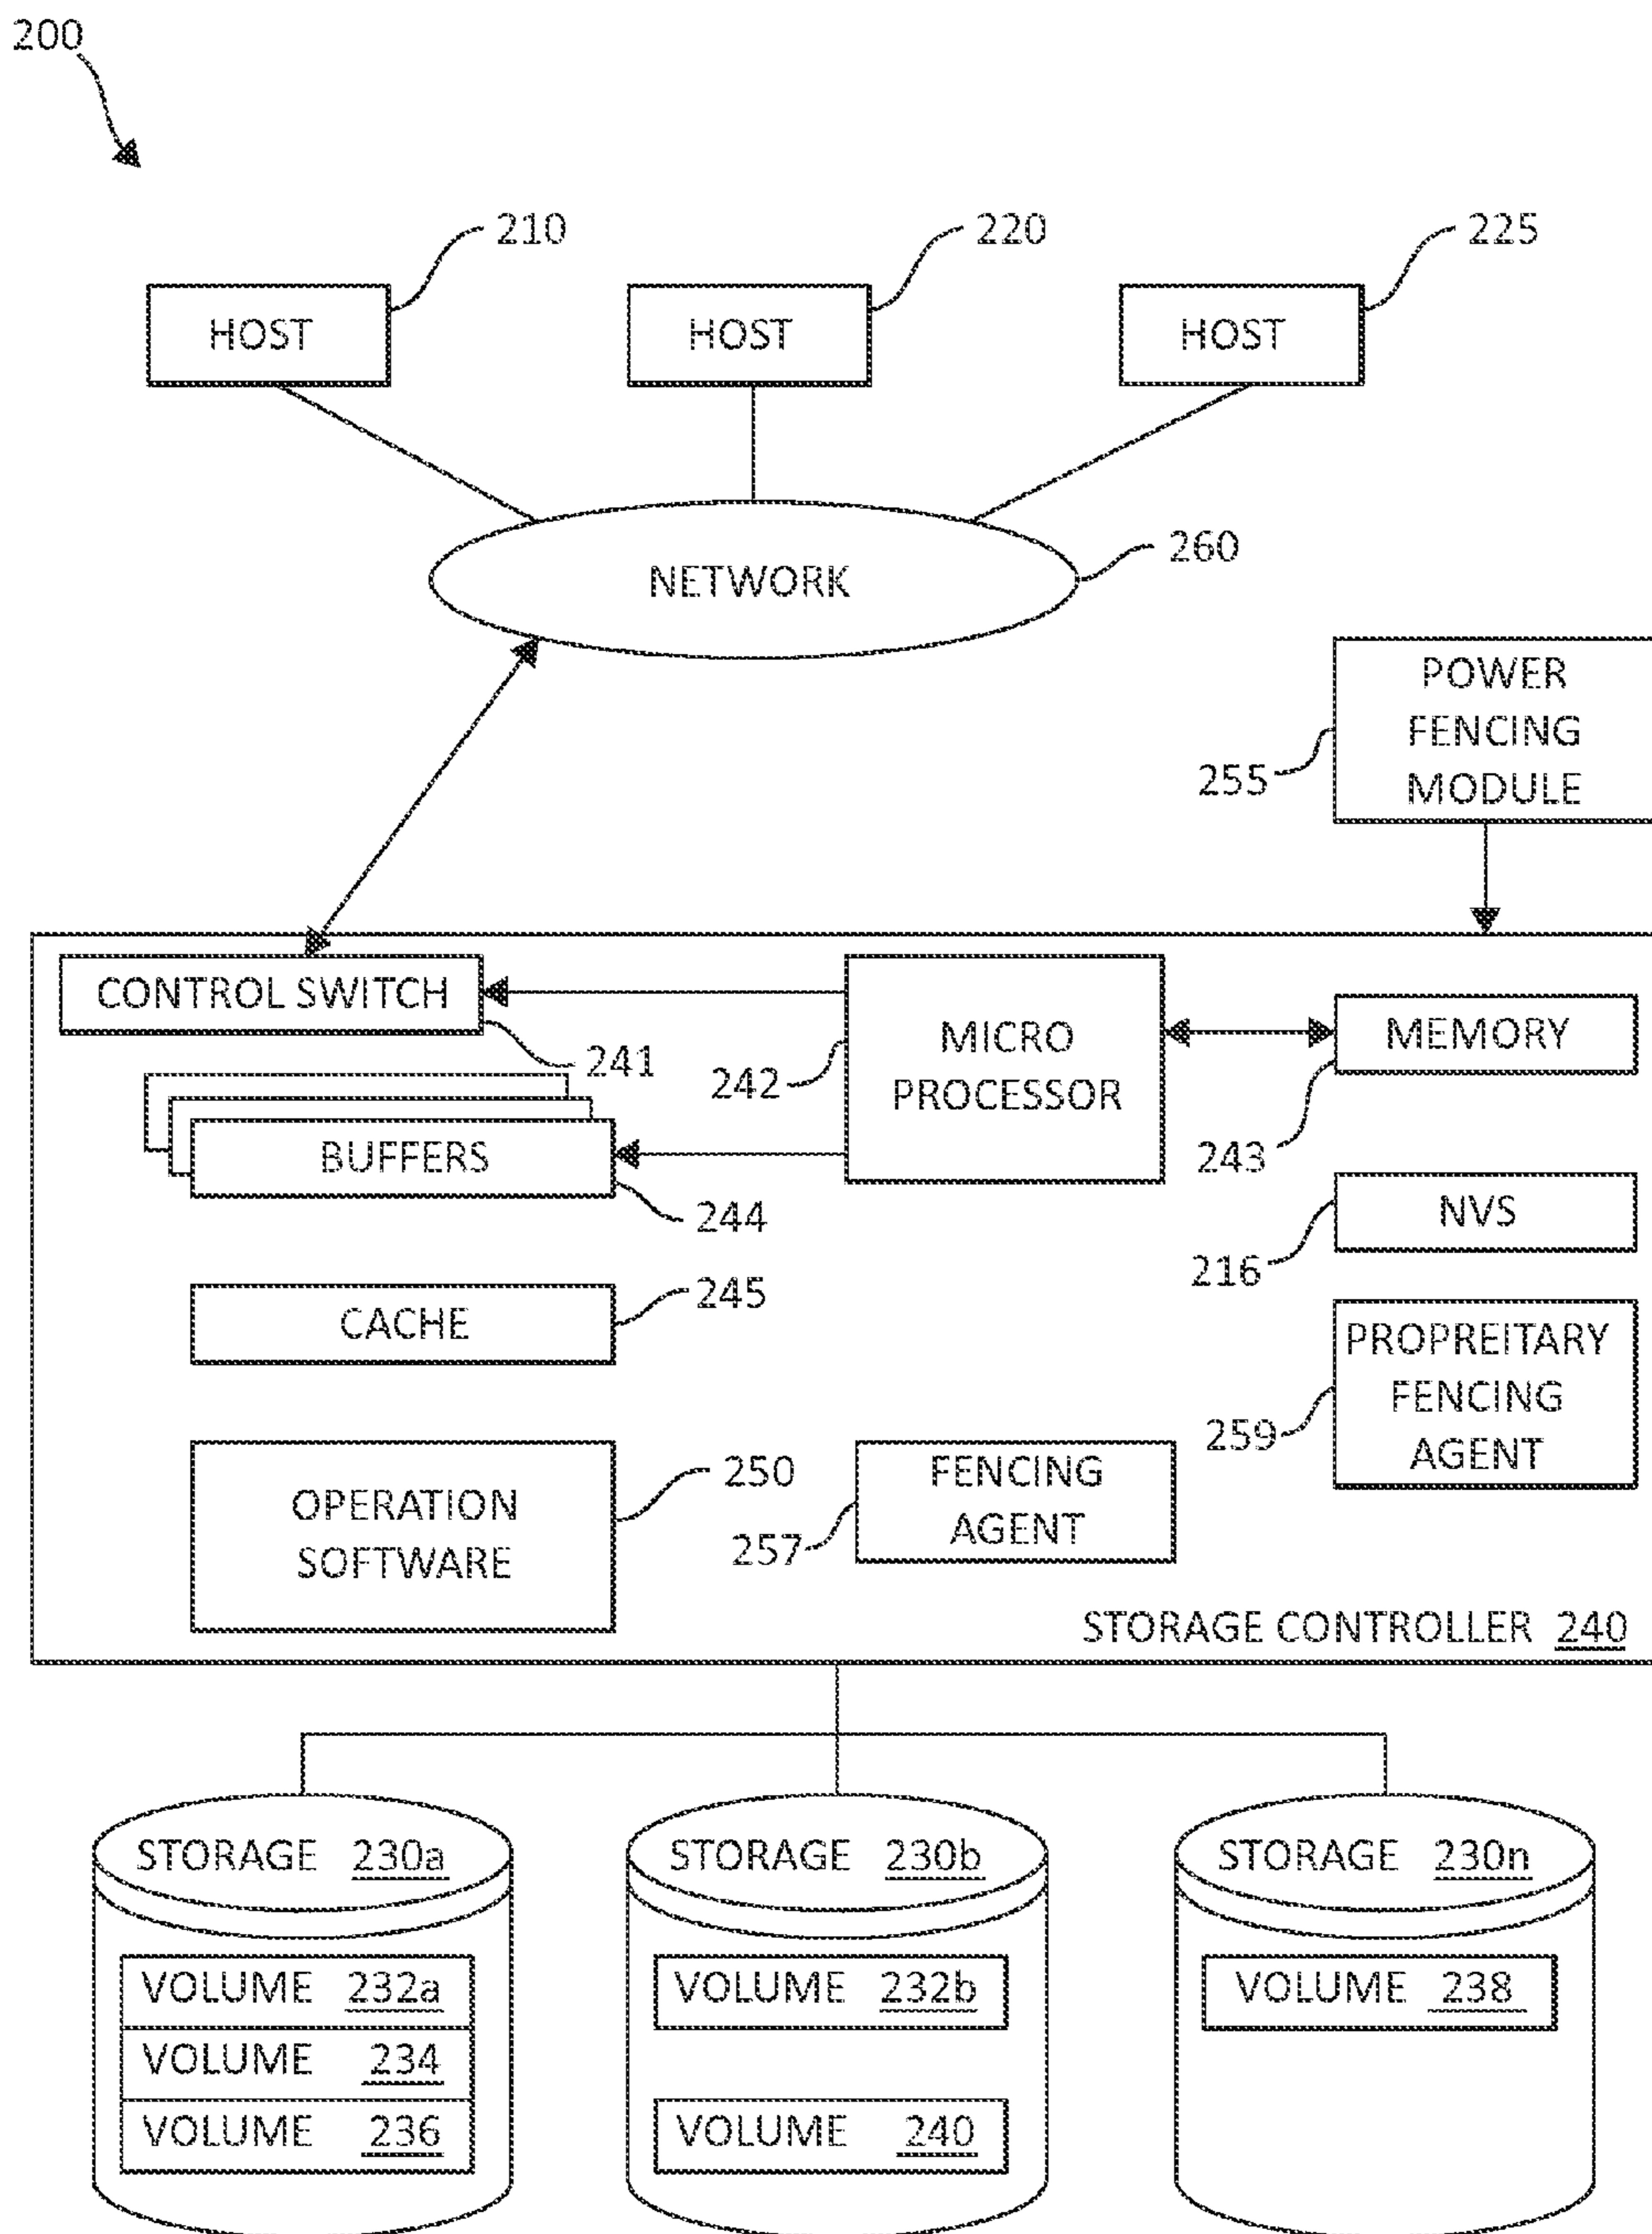 200
210
220
225
HOST
HOST
HOST
260
NETWORK
POWER
FENCING
MODULE
255
CONTROL SWITCH
241
MICRO
PROCESSOR
242
MEMORY
243
BUFFERS
244
NVS
216
CACHE
245
PROPREITARY
FENCING
AGENT
259
OPERATION
SOFTWARE
250
FENCING
AGENT
257
STORAGE CONTROLLER 240
STORAGE 230a
STORAGE 230b
STORAGE 230n
VOLUME 232a
VOLUME 232b
VOLUME 238
VOLUME 234
VOLUME 236
VOLUME 240